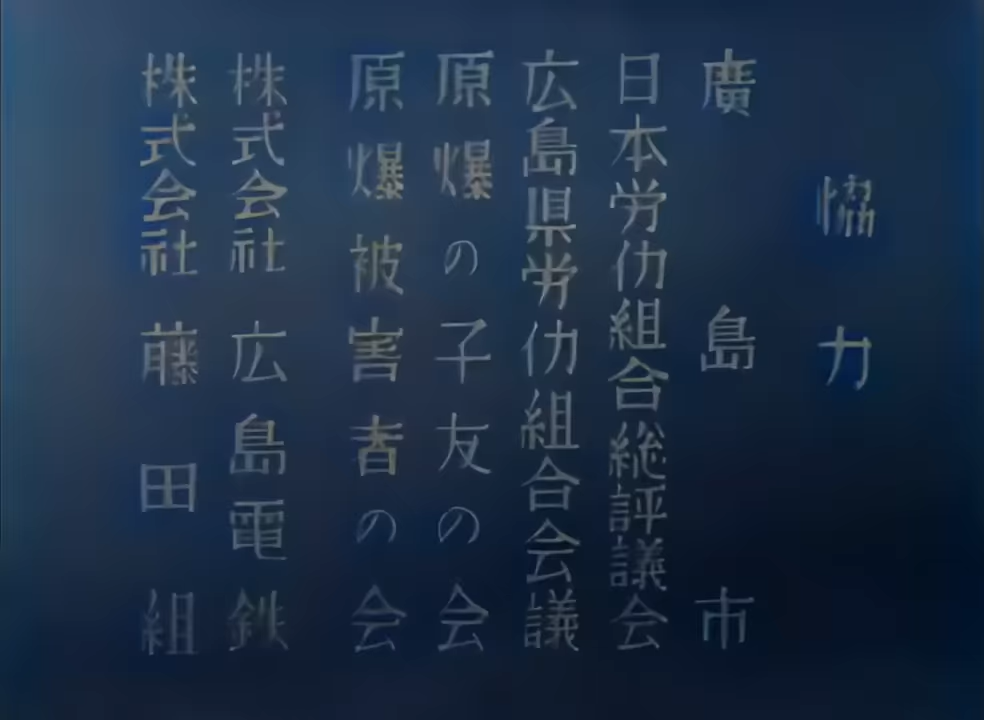 惱力
廣島市
日本労仂組合総評議会
広島県労仂組合会議
原爆の子友の会
原爆被害者の会
株式会社広島電鉄
株式会社藤田組